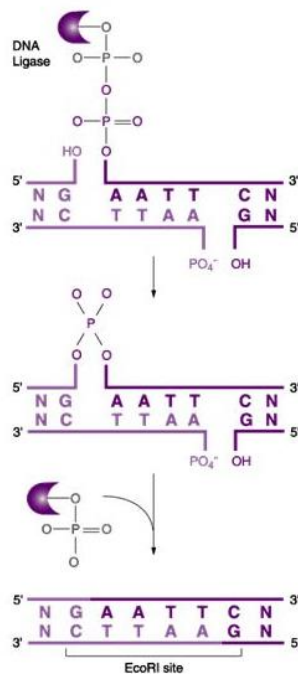 DNA
Ligase
O
O—P—O
O
O—P=O
HO O
5' 3'
N G A A T T C N
N C T T A A G N
3' 5'
PO4⁻ OH
O O
P
O O
5' 3'
N G A A T T C N
N C T T A A G N
3' 5'
PO4⁻ OH
O
O—P=O
O
5' 3'
N G A A T T C N
N C T T A A G N
3' 5'
EcoRI site